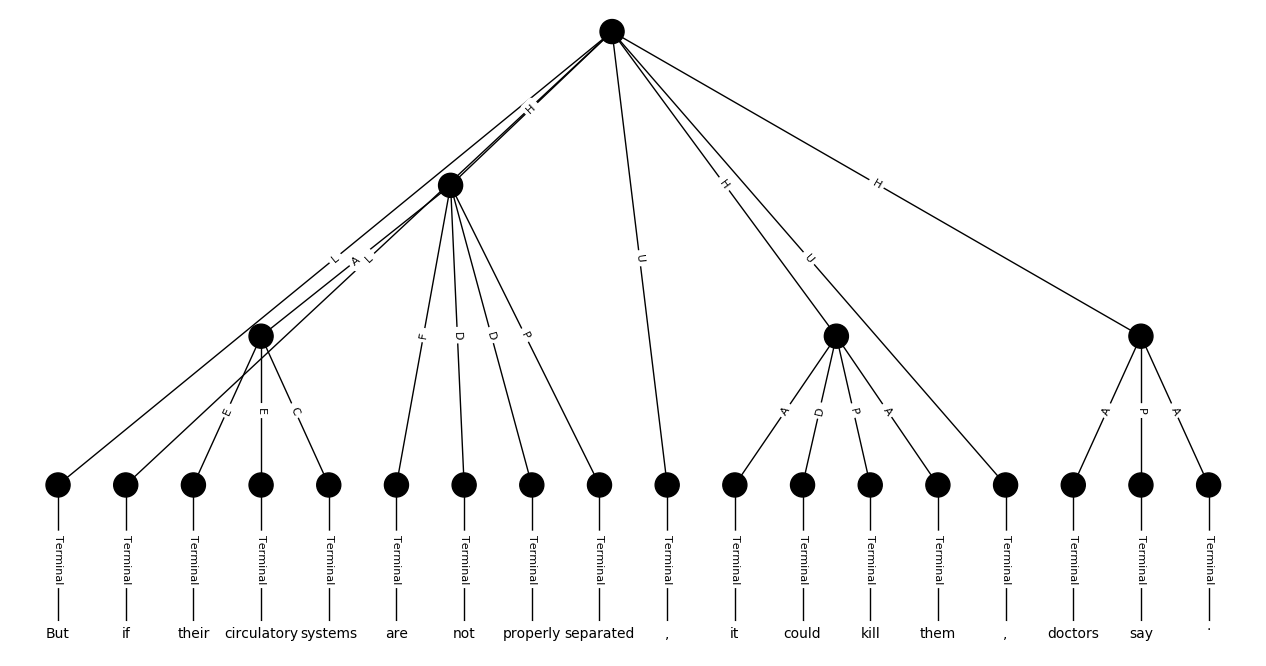 H
H
H
L
A
L
U
U
F
D
D
P
E
E
C
A
D
P
A
A
P
A
Terminal Terminal Terminal Terminal Terminal Terminal Terminal Terminal Terminal Terminal Terminal Terminal Terminal Terminal Terminal Terminal Terminal Terminal
But if their circulatory systems are not properly separated , it could kill them , doctors say .